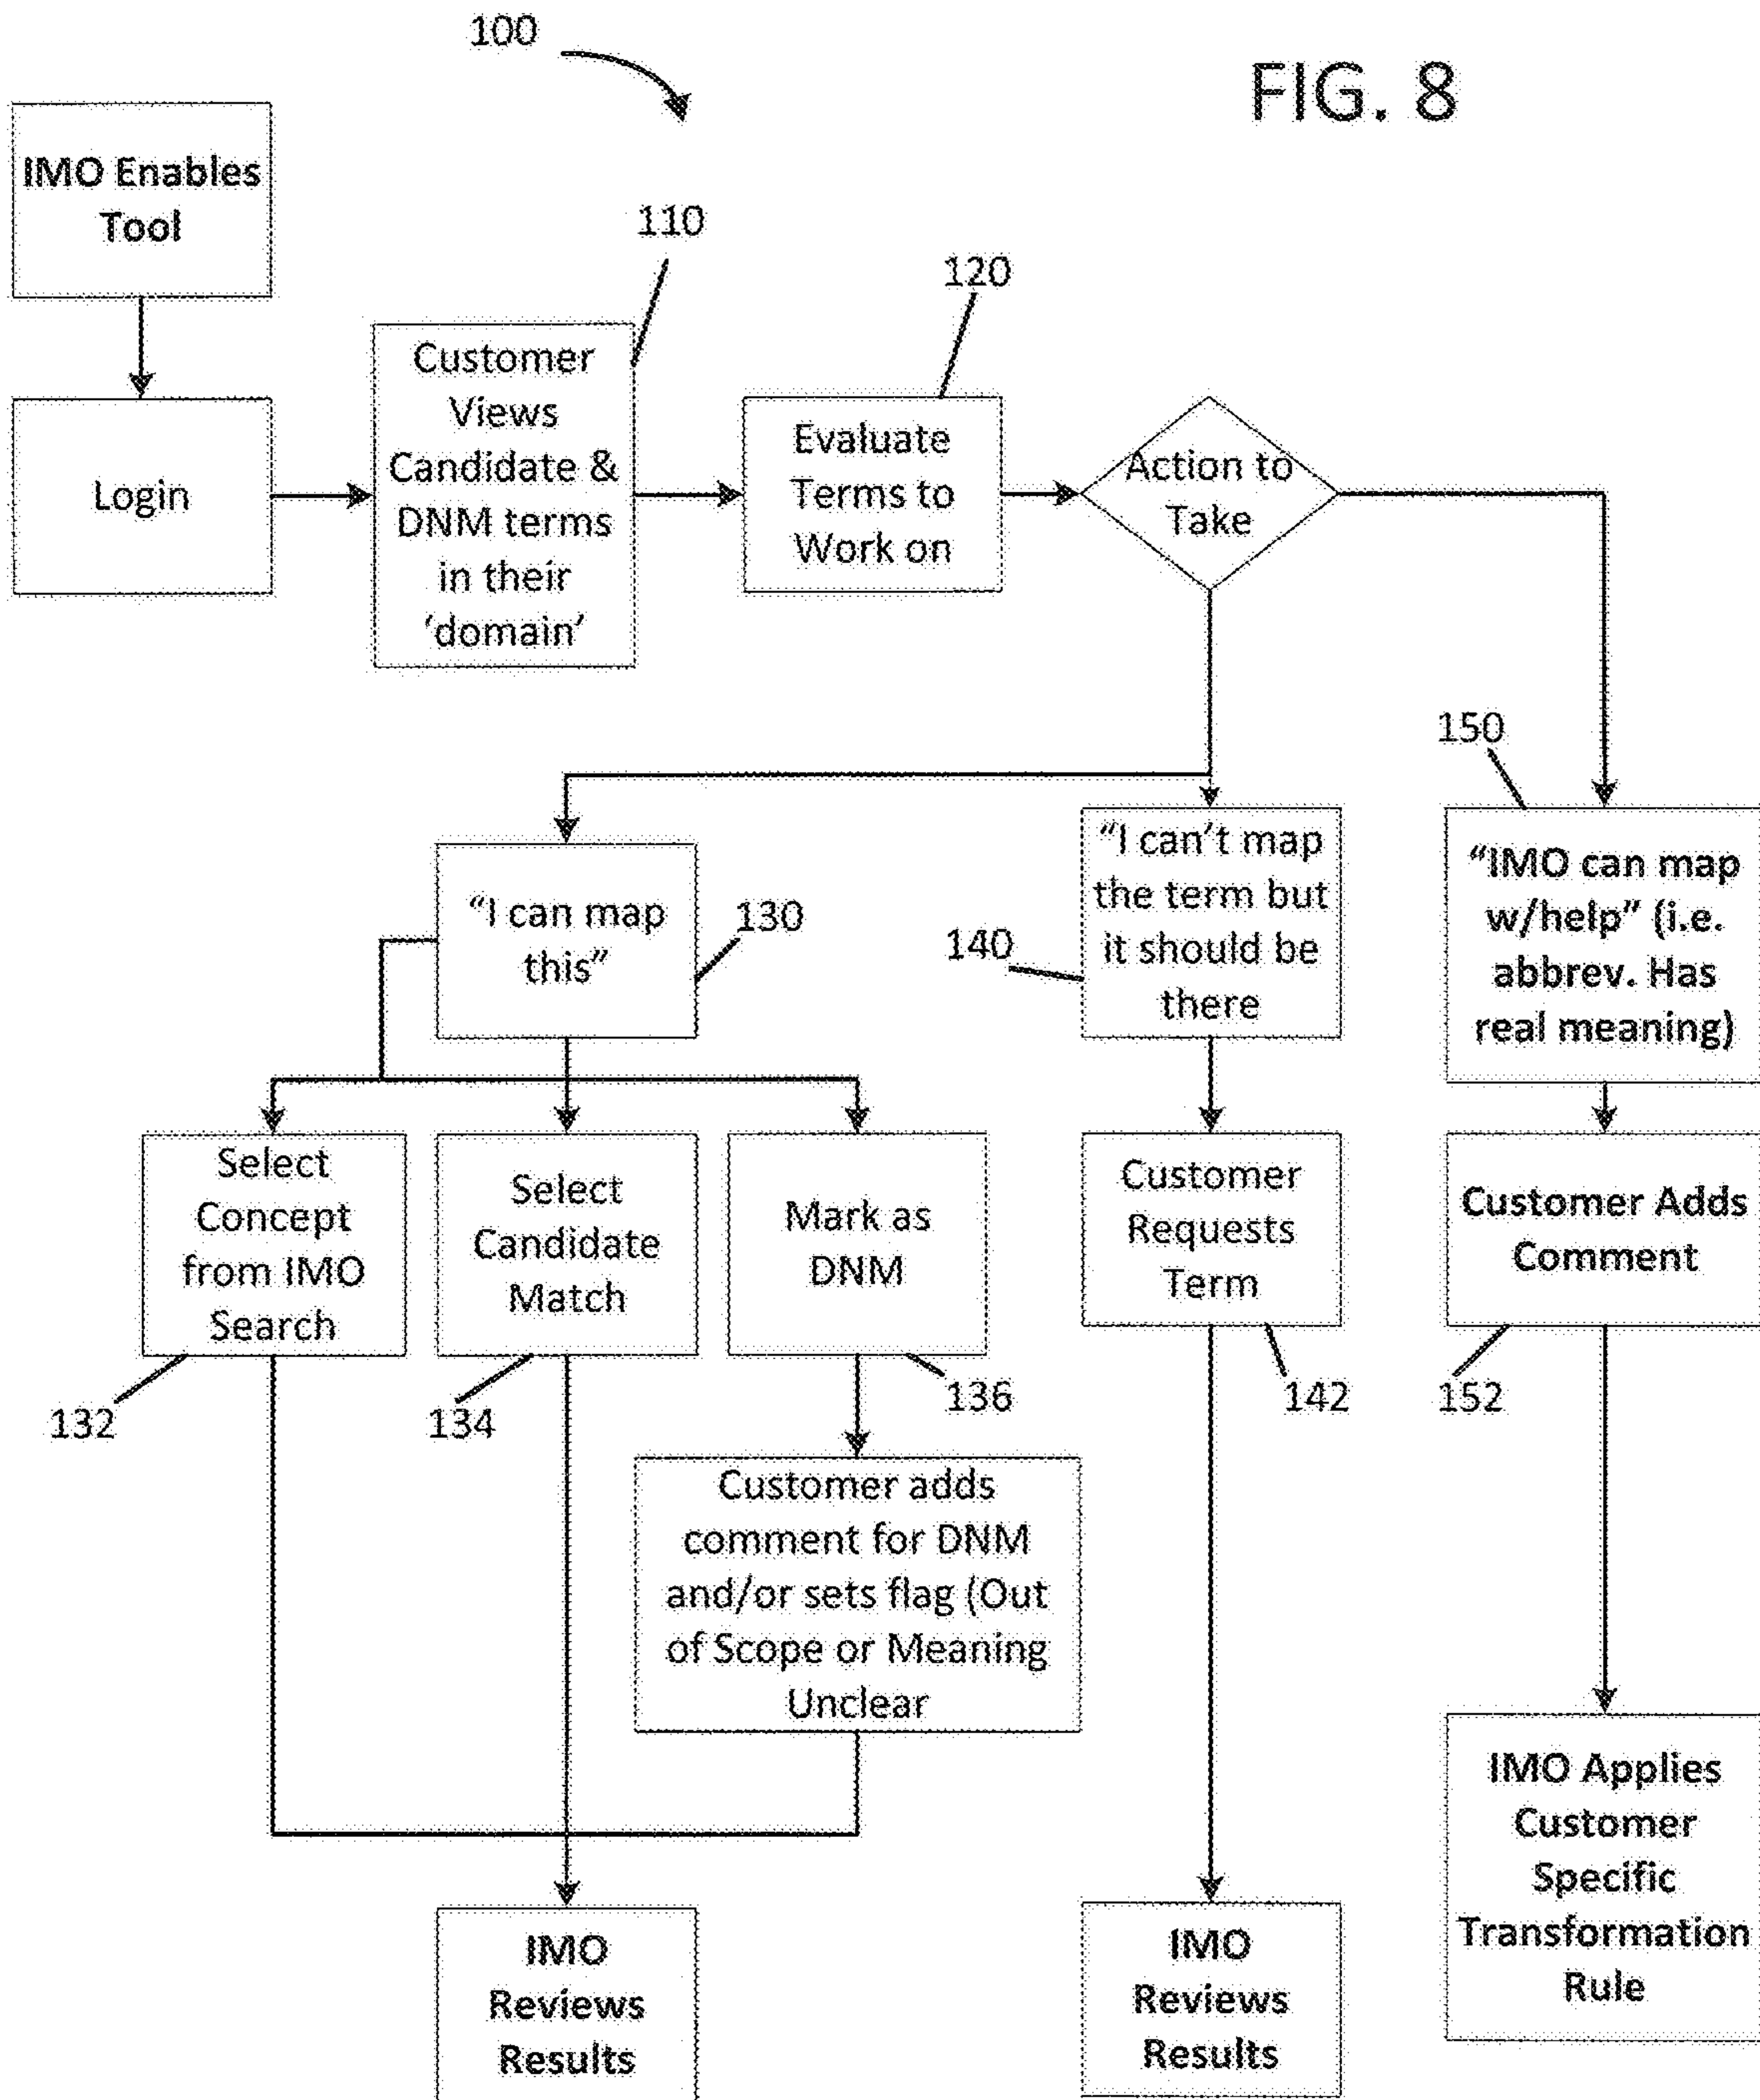 100
FIG. 8
IMO Enables
Tool
110
120
Login
Customer
Views
Candidate &
DNM terms
in their
‘domain’
Evaluate
Terms to
Work on
Action to
Take
150
“I can map
this”
130
140
“I can’t map
the term but
it should be
there
“IMO can map
w/help” (i.e.
abbrev. Has
real meaning)
Select
Concept
from IMO
Search
Select
Candidate
Match
Mark as
DNM
Customer
Requests
Term
Customer Adds
Comment
132
134
136
142
152
Customer adds
comment for DNM
and/or sets flag (Out
of Scope or Meaning
Unclear
IMO
Reviews
Results
IMO
Reviews
Results
IMO Applies
Customer
Specific
Transformation
Rule